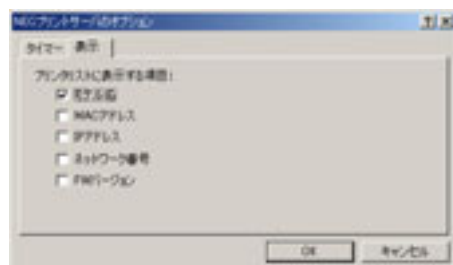 NECプリントサーバのオプション
タイマー 表示
プリンタリストに表示する項目:
モデル名
MACアドレス
IPアドレス
ネットワーク番号
FWバージョン
OK キャンセル